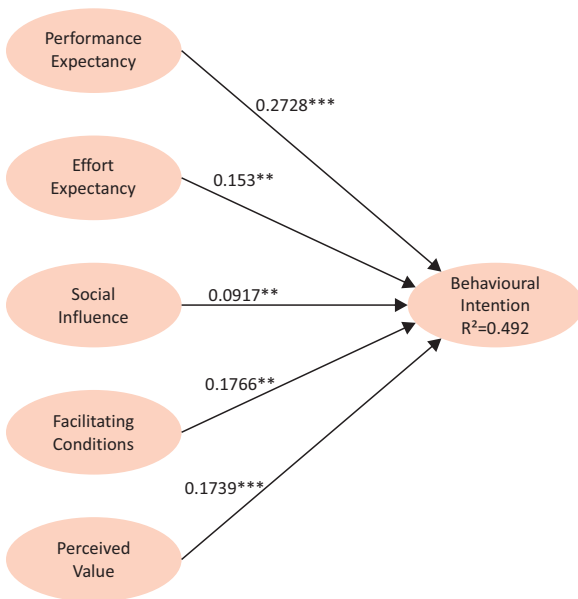 Performance
Expectancy
0.2728***
Effort
Expectancy
0.153**
Social
Influence
0.0917**
Behavioural
Intention
R²=0.492
Facilitating
Conditions
0.1766**
0.1739***
Perceived
Value